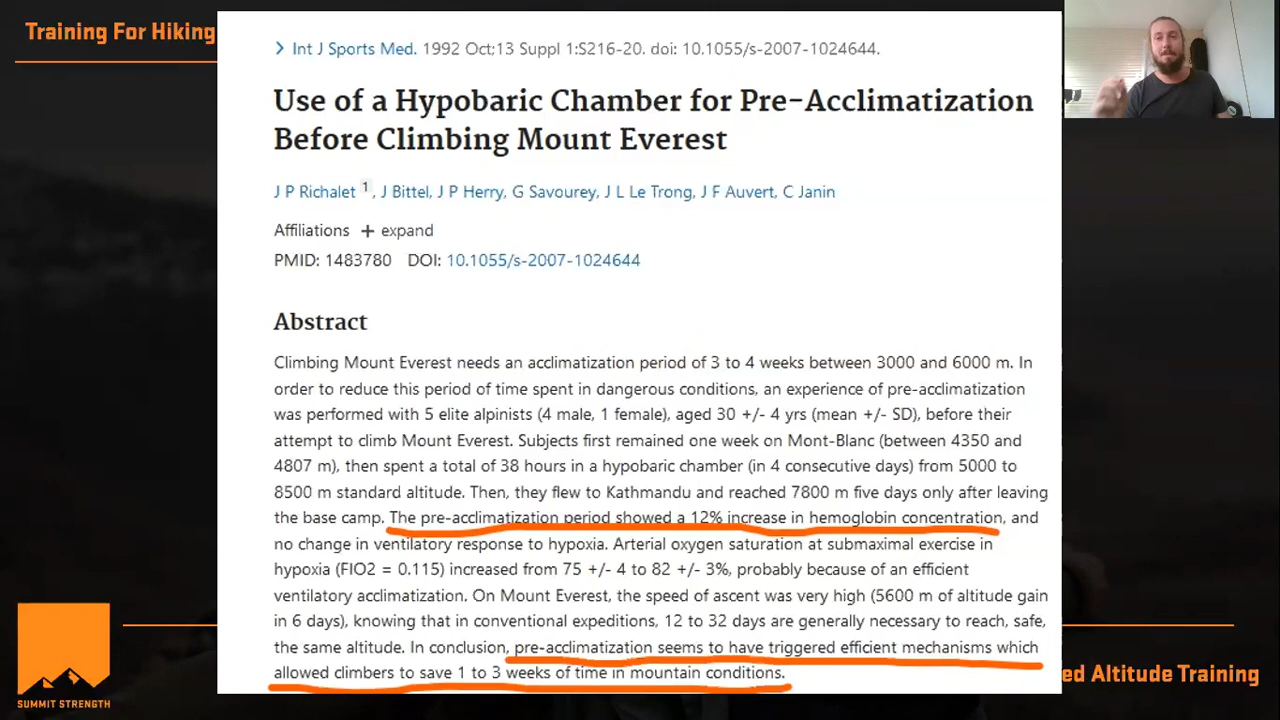 Training For Hiking
Int J Sports Med. 1992 Oct:13 Suppl 1:S216-20. doi: 10.1055/s-2007-1024644.
Use of a Hypobaric Chamber for Pre-Acclimatization
Before Climbing Mount Everest
J P Richalet 1, J Bittel, J P Herry, G Savourey, J L Le Trong, J F Auvert, C Janin
Affiliations + expand
PMID: 1483780 DOI: 10.1055/s-2007-1024644
Abstract
Climbing Mount Everest needs an acclimatization period of 3 to 4 weeks between 3000 and 6000 m. In
order to reduce this period of time spent in dangerous conditions, an experience of pre-acclimatization
was performed with 5 elite alpinists (4 male, 1 female), aged 30 +/- 4 yrs (mean +/- SD), before their
attempt to climb Mount Everest. Subjects first remained one week on Mont-Blanc (between 4350 and
4807 m), then spent a total of 38 hours in a hypobaric chamber (in 4 consecutive days) from 5000 to
8500 m standard altitude. Then, they flew to Kathmandu and reached 7800 m five days only after leaving
the base camp. The pre-acclimatization period showed a 12% increase in hemoglobin concentration, and
no change in ventilatory response to hypoxia. Arterial oxygen saturation at submaximal exercise in
hypoxia (FIO2 = 0.115) increased from 75 +/- 4 to 82 +/- 3%, probably because of an efficient
ventilatory acclimatization. On Mount Everest, the speed of ascent was very high (5600 m of altitude gain
in 6 days), knowing that in conventional expeditions, 12 to 32 days are generally necessary to reach, safe,
the same altitude. In conclusion, pre-acclimatization seems to have triggered efficient mechanisms which
allowed climbers to save 1 to 3 weeks of time in mountain conditions.
ed Altitude Training
SUMMIT STRENGTH